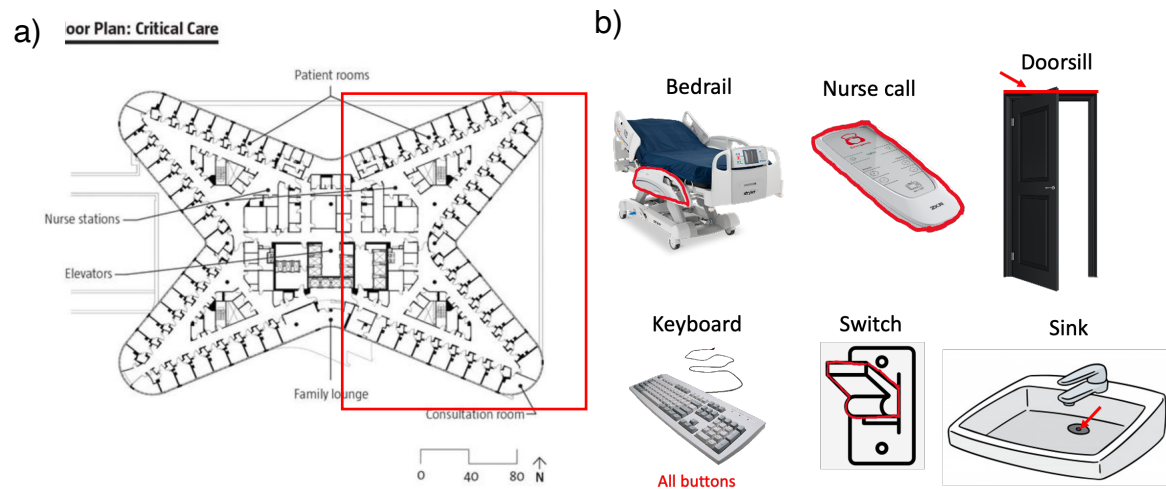 a)
oor Plan: Critical Care
Patient rooms
Nurse stations
Elevators
Family lounge
Consultation room
0 40 80 N
b)
Bedrail
Nurse call
Doorsill
Keyboard
All buttons
Switch
Sink